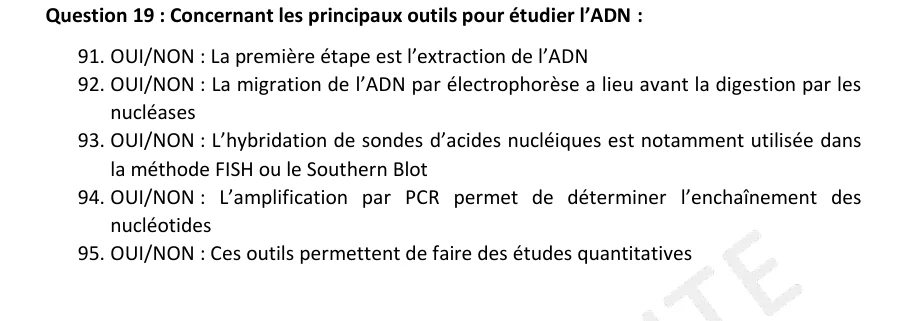 Question 19 : Concernant les principaux outils pour étudier l’ADN :
91. OUI/NON : La première étape est l’extraction de l’ADN
92. OUI/NON : La migration de l’ADN par électrophorèse a lieu avant la digestion par les
nucléases
93. OUI/NON : L’hybridation de sondes d’acides nucléiques est notamment utilisée dans
la méthode FISH ou le Southern Blot
94. OUI/NON : L’amplification par PCR permet de déterminer l’enchaînement des
nucléotides
95. OUI/NON : Ces outils permettent de faire des études quantitatives